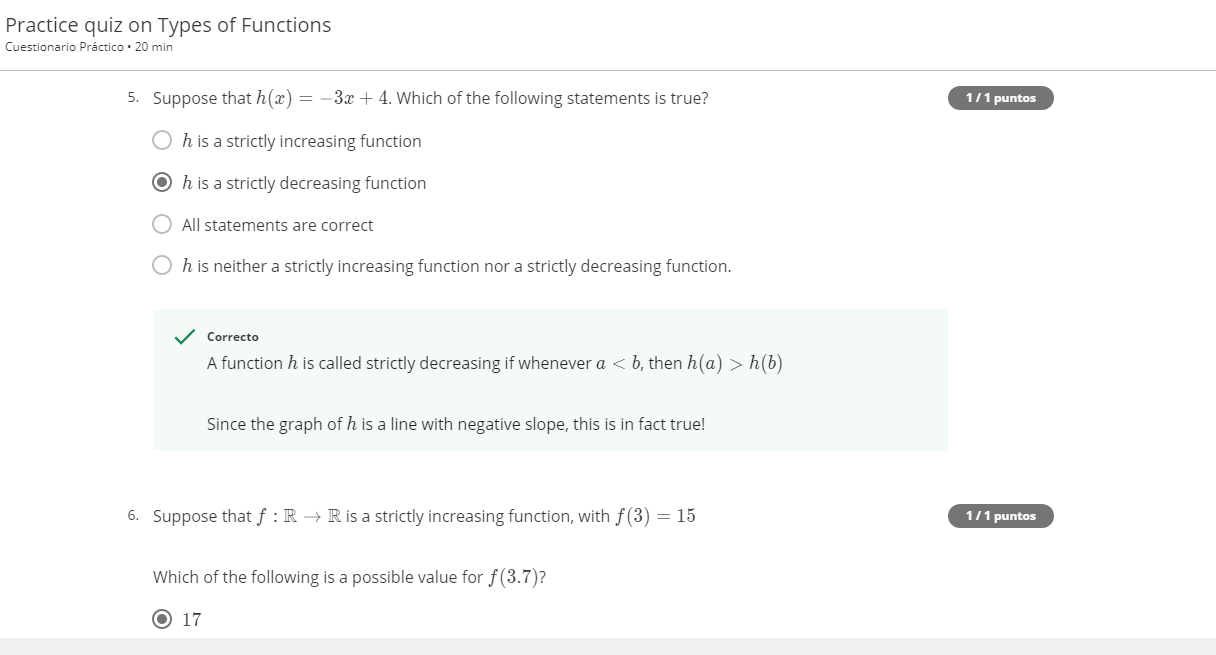 Practice quiz on Types of Functions
Cuestionario Práctico • 20 min
5. Suppose that h(x) = −3x + 4. Which of the following statements is true?
1 / 1 puntos
h is a strictly increasing function
h is a strictly decreasing function
All statements are correct
h is neither a strictly increasing function nor a strictly decreasing function.
Correcto
A function h is called strictly decreasing if whenever a < b, then h(a) > h(b)
Since the graph of h is a line with negative slope, this is in fact true!
6. Suppose that f : ℝ → ℝ is a strictly increasing function, with f(3) = 15
1 / 1 puntos
Which of the following is a possible value for f(3.7)?
17